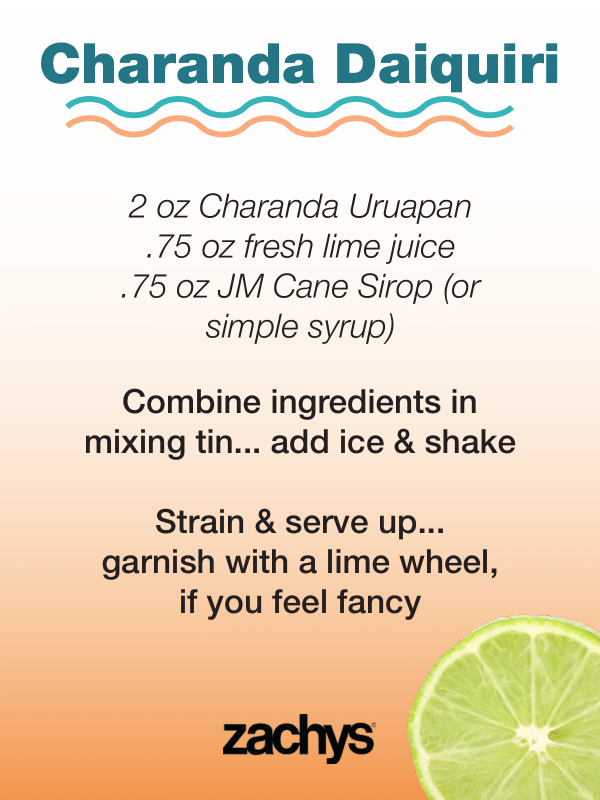 Charanda Daiquiri
2 oz Charanda Uruapan
.75 oz fresh lime juice
.75 oz JM Cane Sirop (or
simple syrup)
Combine ingredients in
mixing tin... add ice & shake
Strain & serve up...
garnish with a lime wheel,
if you feel fancy
zachys